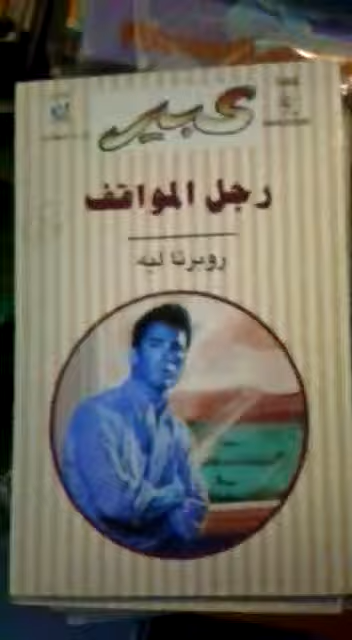 عبير
رجل المواقف
روبرتا ليه